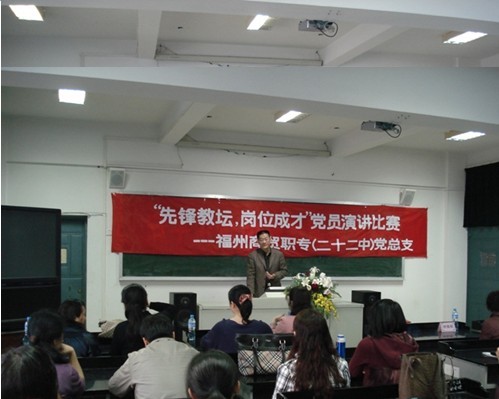 “先锋教坛，岗位成才”党员演讲比赛
---福州商贸职专(二十二中)党总支